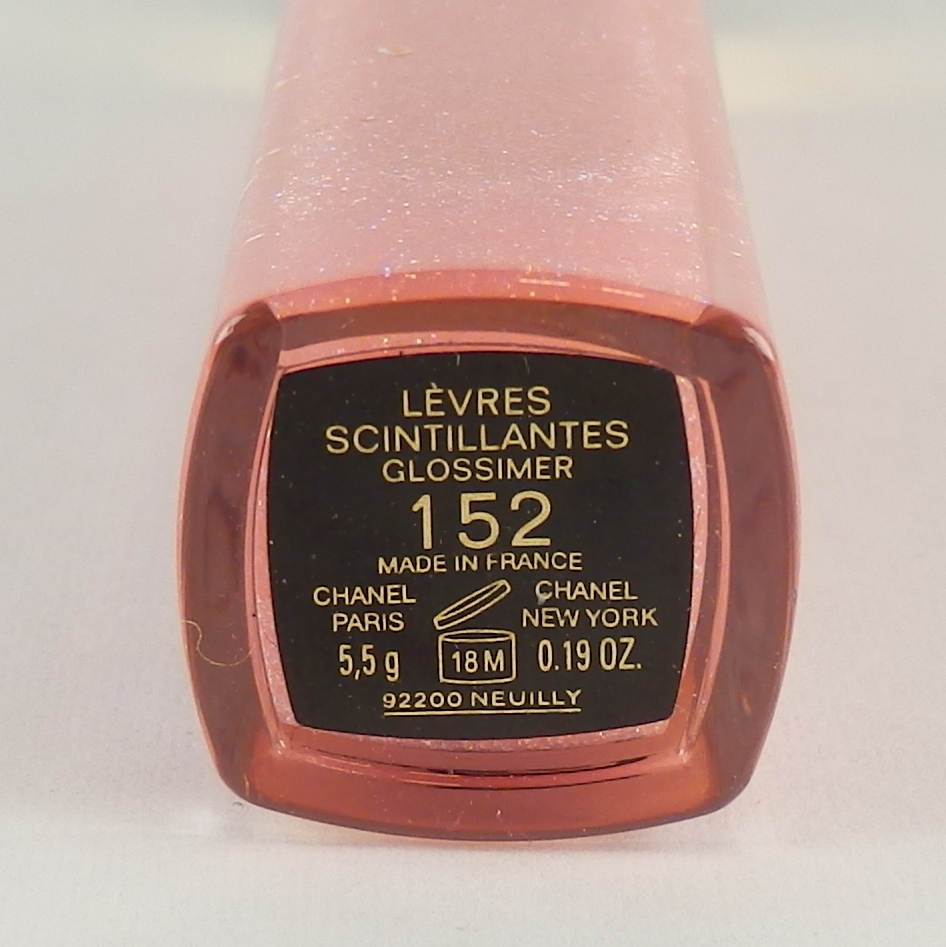 LÈVRES
SCINTILLANTES
GLOSSIMER
152
MADE IN FRANCE
CHANEL CHANEL
PARIS NEW YORK
5,5 g 18 M 0.19 OZ.
92200 NEUILLY